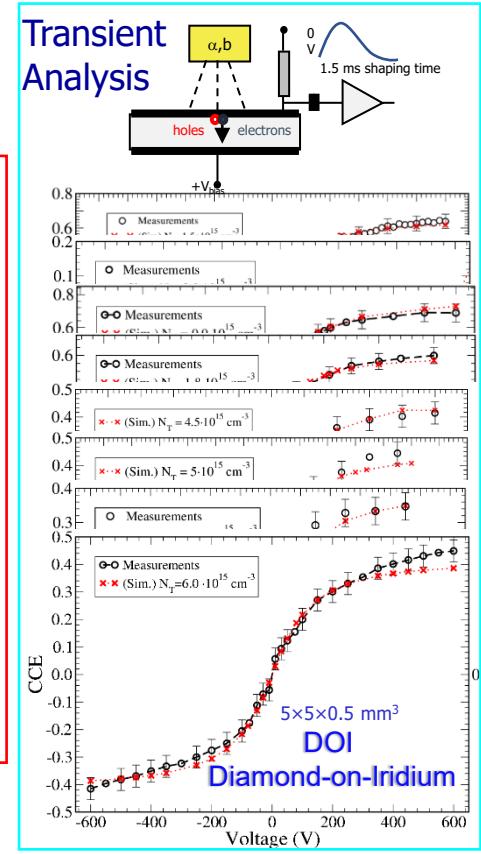 Transient
Analysis
α,b
0
V
1.5 ms shaping time
holes
electrons
0.8
Measurements
0.6
0.2
Measurements
0.1
0.8
Measurements
0.6
Measurements
0.6
0.5
0.4
(Sim.) N_T = 4.5·10^15 cm^-3
0.5
(Sim.) N_T = 5·10^15 cm^-3
0.4
0.4
Measurements
0.3
0.5
Measurements
(Sim.) N_T=6.0·10^15 cm^-3
0.4
0.3
0.2
0.1
0.0
0
-0.1
-0.2
-0.3
-0.4
-0.5
CCE
5×5×0.5 mm³
DOI
Diamond-on-Iridium
-600 -400 -200 0 200 400 600
Voltage (V)